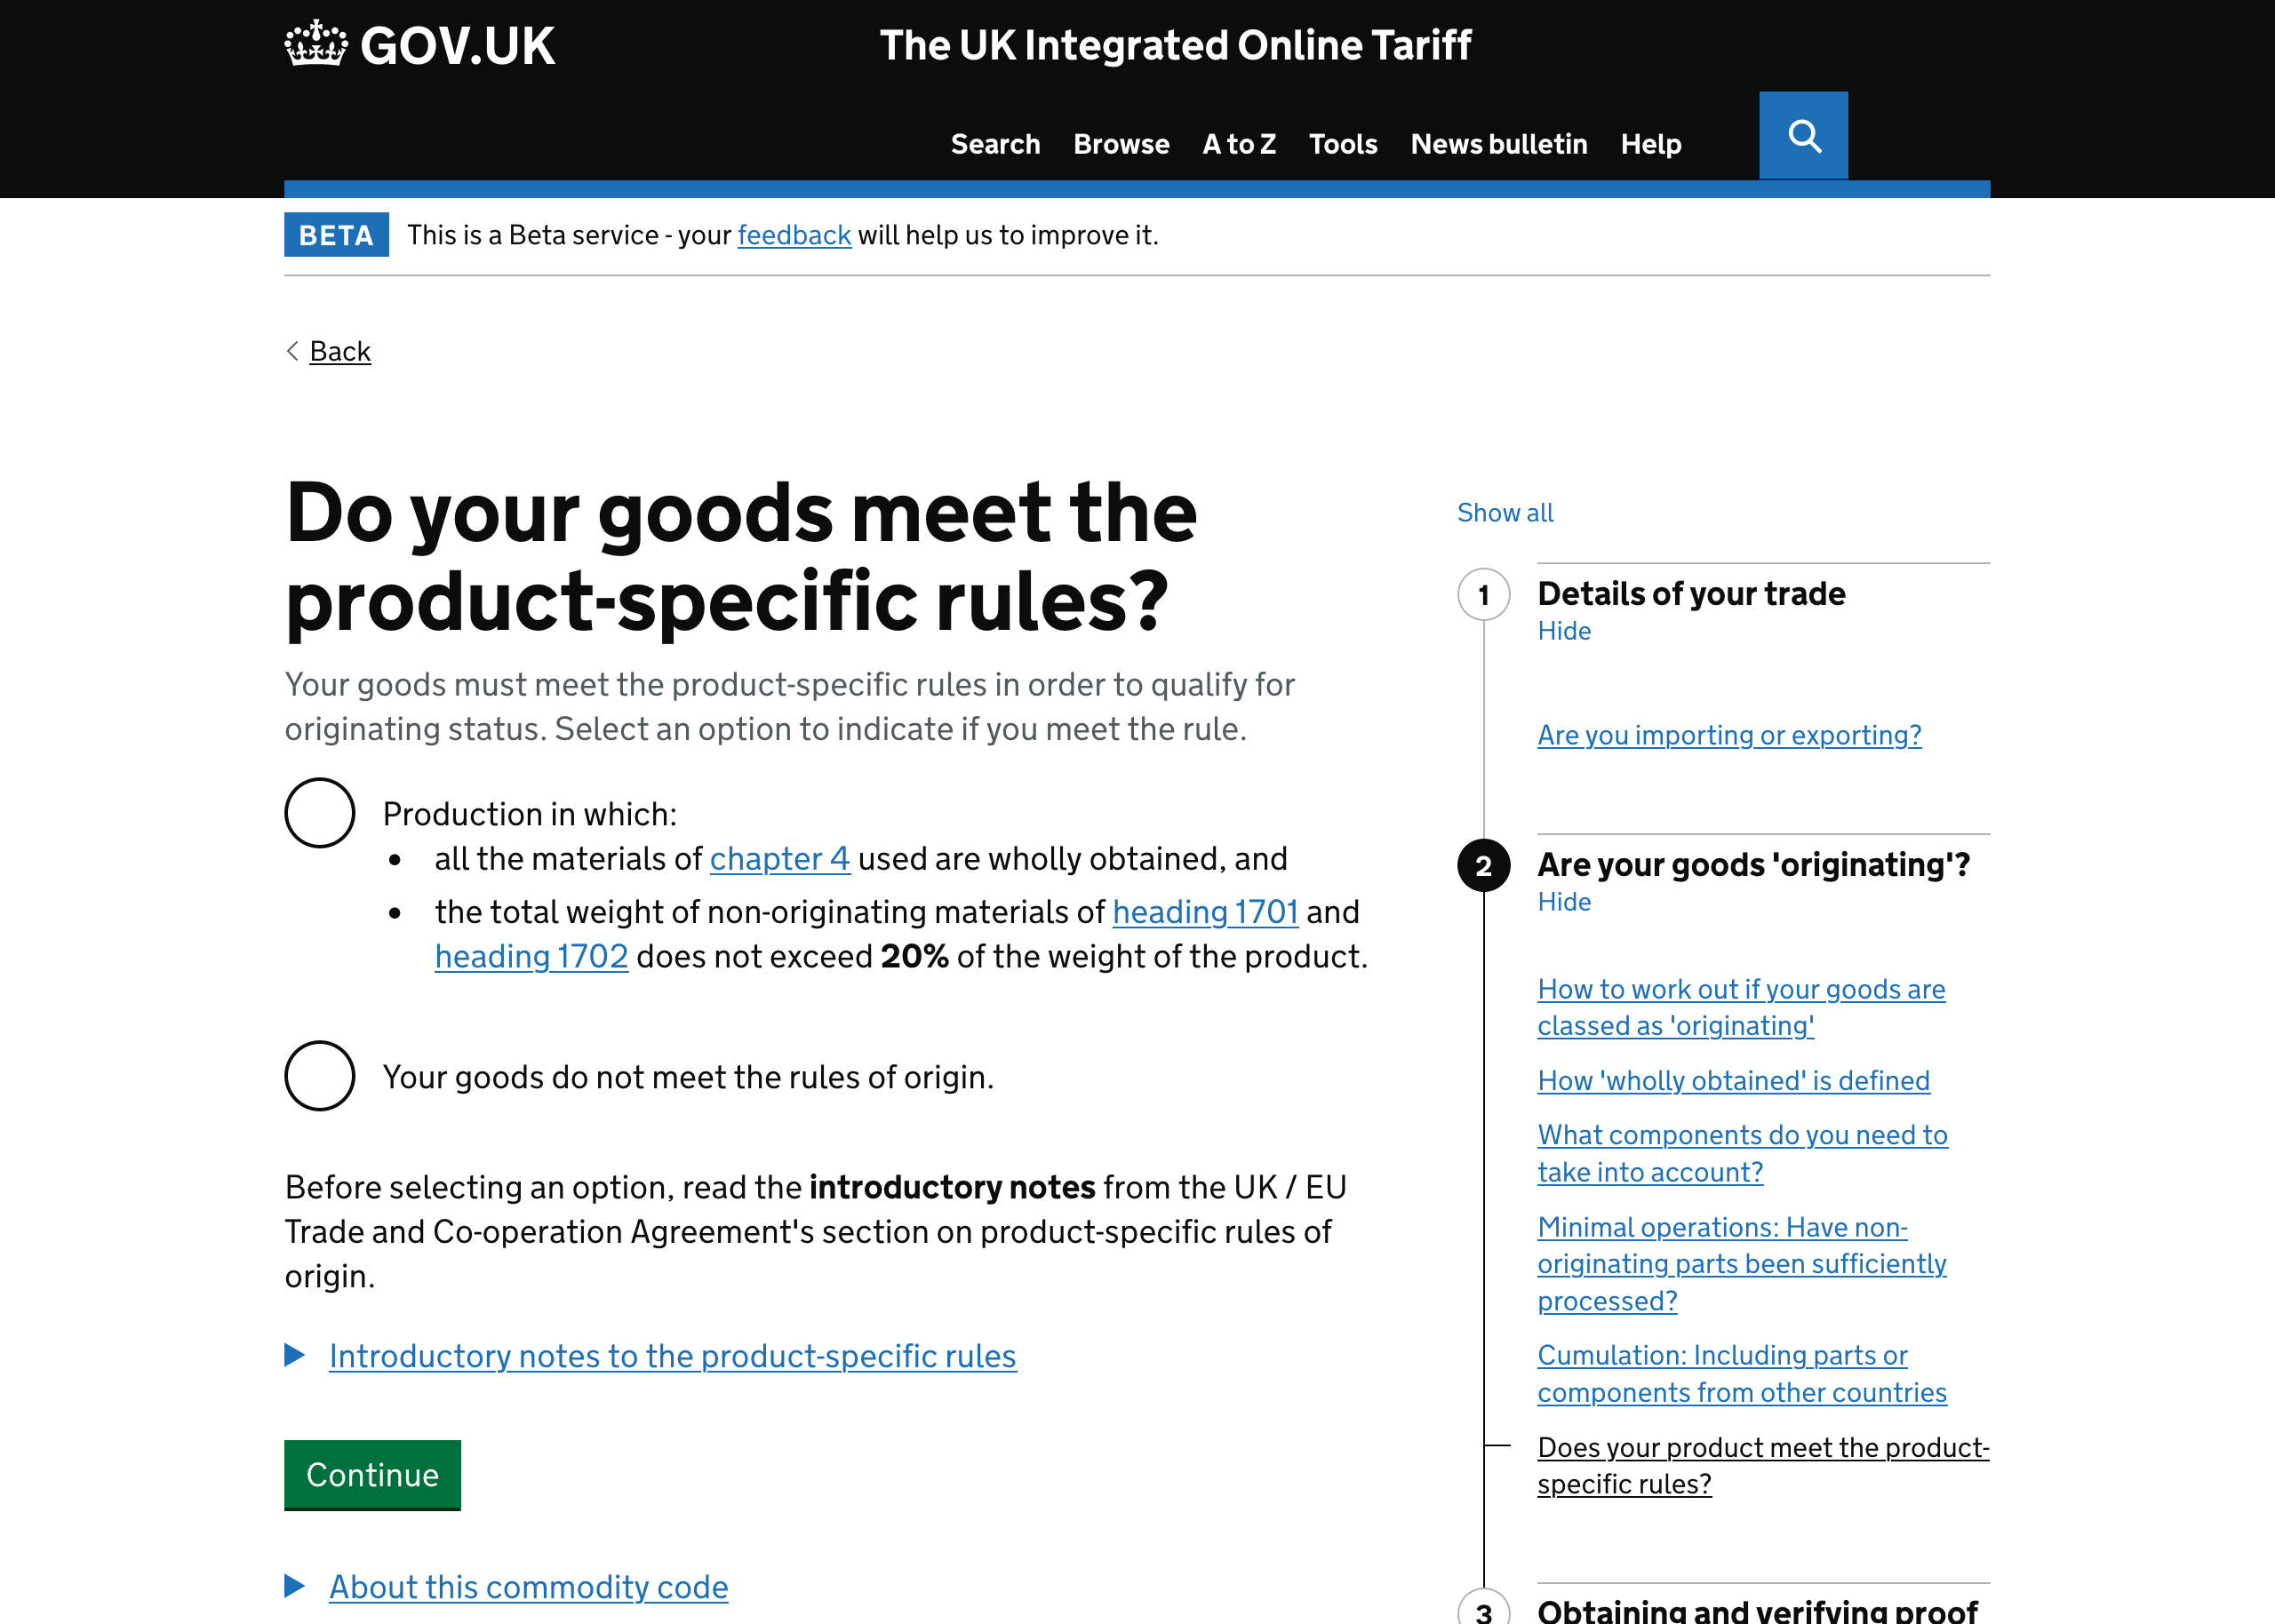 GOV.UK
The UK Integrated Online Tariff
Search Browse A to Z Tools News bulletin Help
BETA This is a Beta service - your feedback will help us to improve it.
Back
Do your goods meet the
product-specific rules?
Your goods must meet the product-specific rules in order to qualify for
originating status. Select an option to indicate if you meet the rule.
Production in which:
• all the materials of chapter 4 used are wholly obtained, and
• the total weight of non-originating materials of heading 1701 and
heading 1702 does not exceed 20% of the weight of the product.
Your goods do not meet the rules of origin.
Before selecting an option, read the introductory notes from the UK / EU
Trade and Co-operation Agreement's section on product-specific rules of
origin.
Introductory notes to the product-specific rules
Continue
About this commodity code
Show all
1 Details of your trade
Hide
Are you importing or exporting?
2 Are your goods 'originating'?
Hide
How to work out if your goods are
classed as 'originating'
How 'wholly obtained' is defined
What components do you need to
take into account?
Minimal operations: Have non-
originating parts been sufficiently
processed?
Cumulation: Including parts or
components from other countries
Does your product meet the product-
specific rules?
3 Obtaining and verifying proof